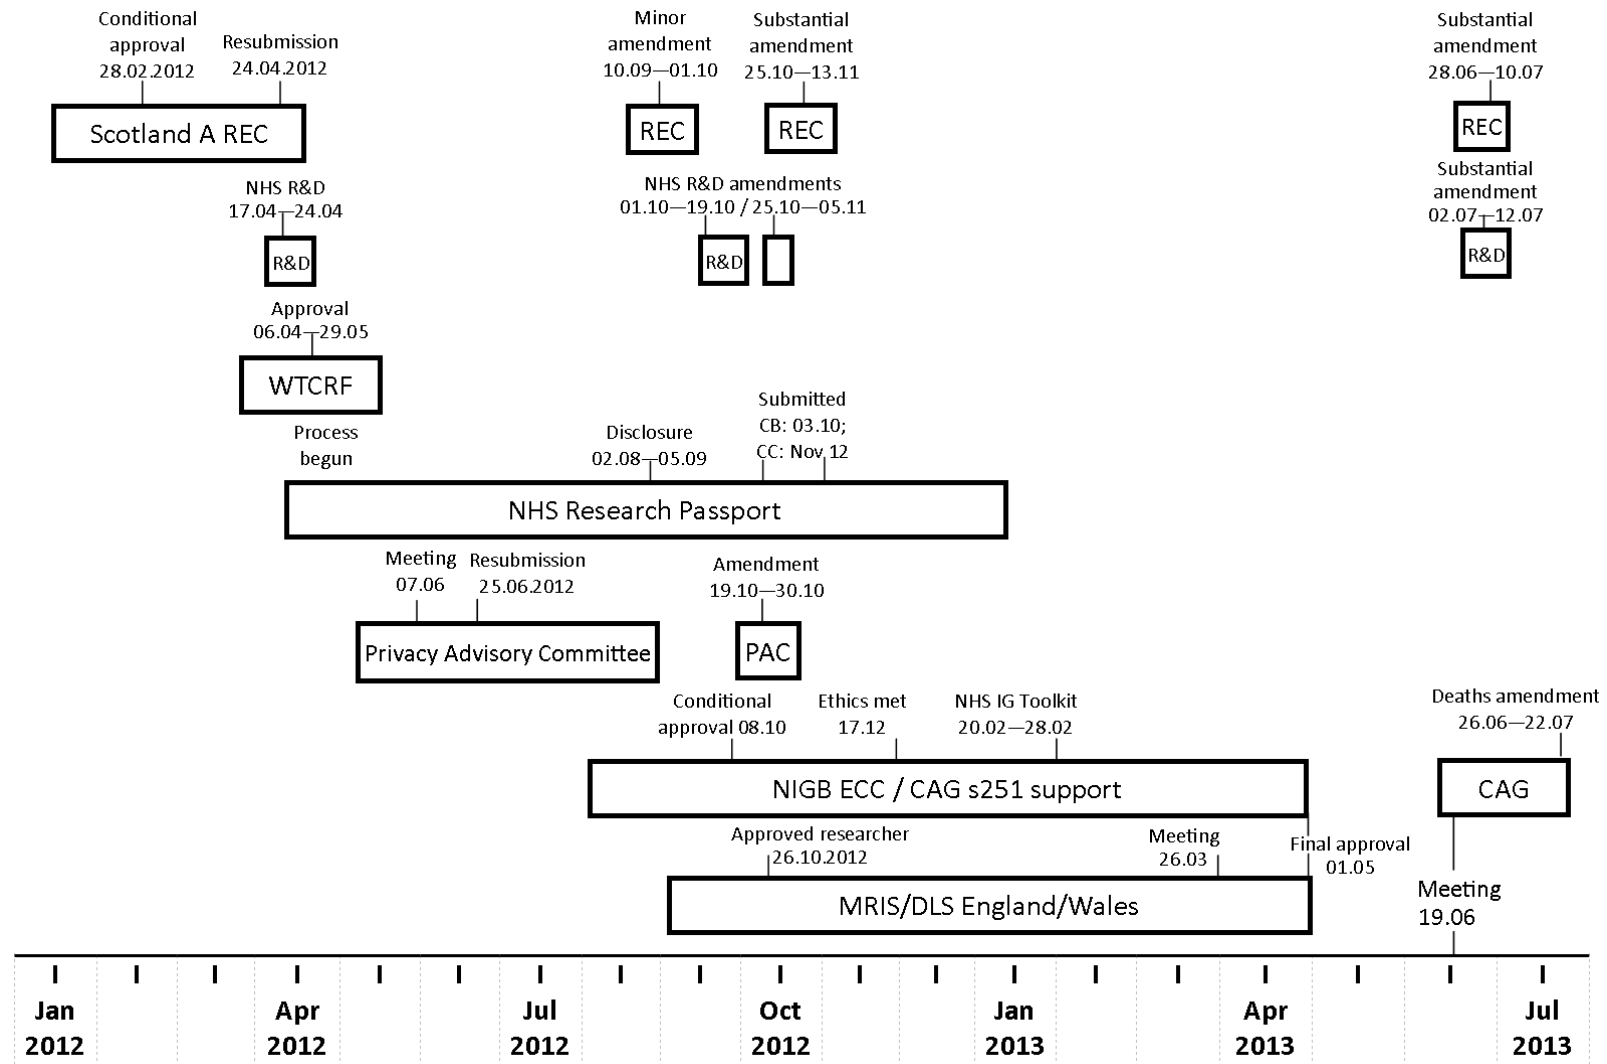 Conditional
approval
28.02.2012
Resubmission
24.04.2012
Minor
amendment
10.09—01.10
Substantial
amendment
25.10—13.11
Substantial
amendment
28.06—10.07
Scotland A REC
REC
REC
REC
NHS R&D
17.04—24.04
NHS R&D amendments
01.10—19.10 / 25.10—05.11
Substantial
amendment
02.07—12.07
R&D
R&D
R&D
Approval
06.04—29.05
WTCRF
Process
begun
Disclosure
02.08—05.09
Submitted
CB: 03.10;
CC: Nov 12
NHS Research Passport
Meeting
07.06
Resubmission
25.06.2012
Amendment
19.10—30.10
Privacy Advisory Committee
PAC
Conditional
approval 08.10
Ethics met
17.12
NHS IG Toolkit
20.02—28.02
Deaths amendment
26.06—22.07
NIGB ECC / CAG s251 support
CAG
Approved researcher
26.10.2012
Meeting
26.03
Final approval
01.05
MRIS/DLS England/Wales
Meeting
19.06
Jan
2012
Apr
2012
Jul
2012
Oct
2012
Jan
2013
Apr
2013
Jul
2013